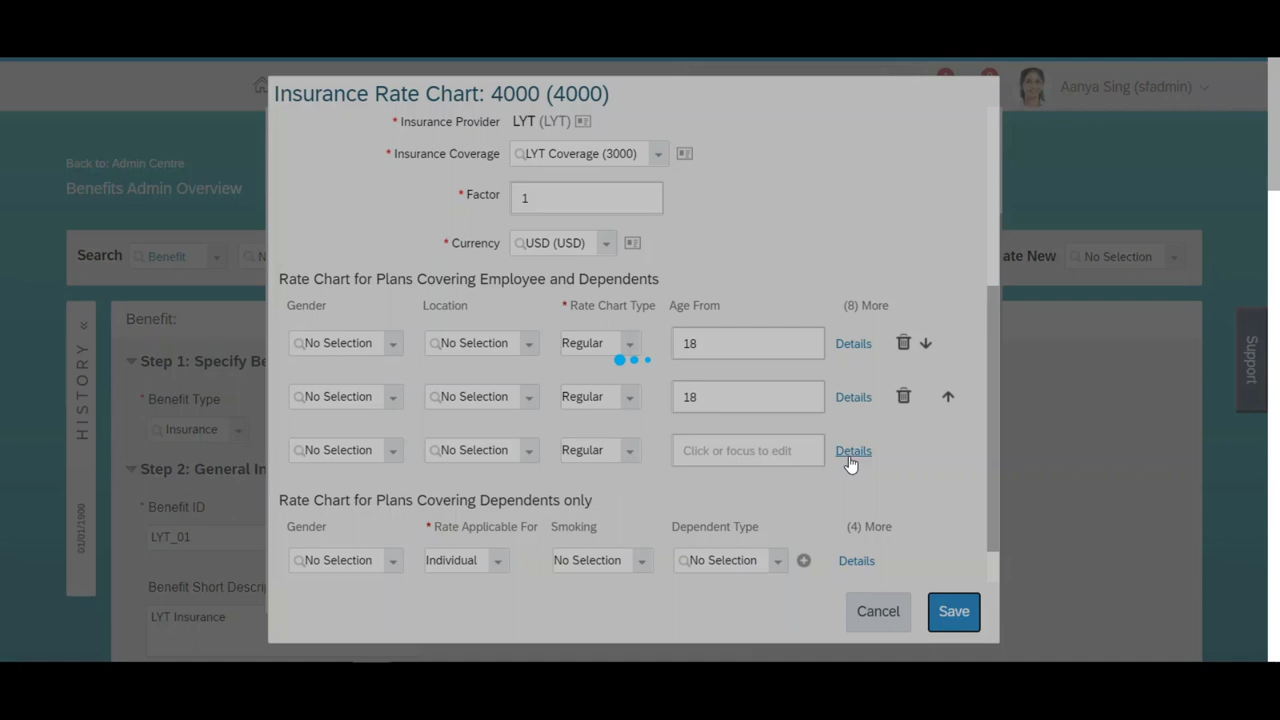 Insurance Rate Chart: 4000 (4000)
Aanya Sing (sfadmin)
* Insurance Provider LYT (LYT)
* Insurance Coverage LYT Coverage (3000)
* Factor 1
* Currency USD (USD)
Back to: Admin Centre
Benefits Admin Overview
Search Benefit
ate New No Selection
HISTORY «
01/01/1900
Benefit:
Step 1: Specify Be
* Benefit Type
Insurance
Step 2: General In
* Benefit ID
LYT_01
Benefit Short Descri
LYT Insurance
Rate Chart for Plans Covering Employee and Dependents
Gender Location * Rate Chart Type Age From (8) More
No Selection No Selection Regular 18 Details
No Selection No Selection Regular 18 Details
No Selection No Selection Regular Click or focus to edit Details
Rate Chart for Plans Covering Dependents only
Gender * Rate Applicable For Smoking Dependent Type (4) More
No Selection Individual No Selection No Selection Details
Cancel Save
Support